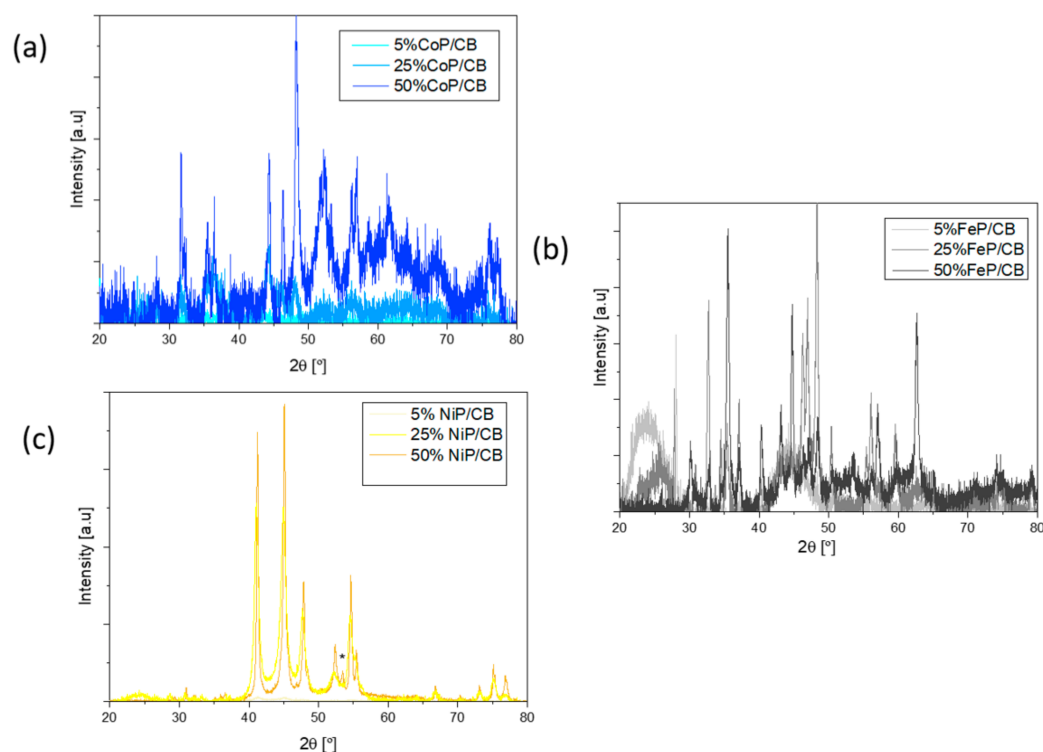 (a)
5%CoP/CB
25%CoP/CB
50%CoP/CB
Intensity [a.u]
20 30 40 50 60 70 80
2θ [º]
(b)
5%FeP/CB
25%FeP/CB
50%FeP/CB
Intensity [a.u]
20 30 40 50 60 70 80
2θ [º]
(c)
5% NiP/CB
25% NiP/CB
50% NiP/CB
*
Intensity [a.u]
20 30 40 50 60 70 80
2θ [º]